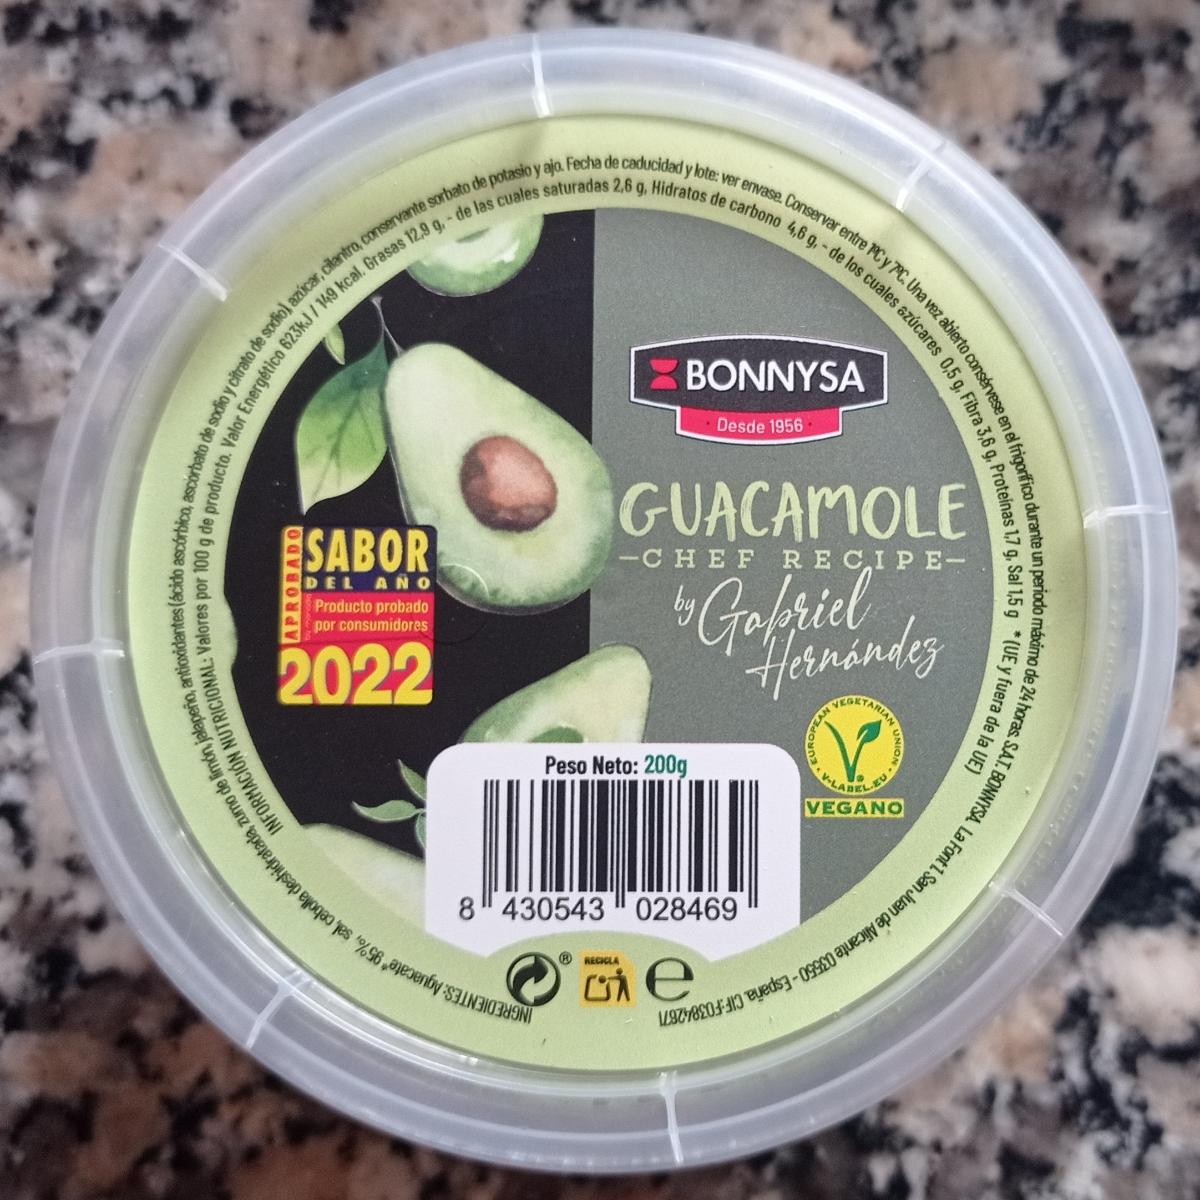 INGREDIENTES: Aguacate* 95%, sal, cebolla deshidratada, zumo de limón, jalapeño, antioxidantes (ácido ascórbico, ascorbato de sodio y citrato de sodio), azúcar, cilantro, conservante sorbato de potasio y ajo. Fecha de caducidad y lote: ver envase. Conservar entre 1ºC y 7ºC. Una vez abierto consérvese en el frigorífico durante un período máximo de 24 horas. S.A.T. BONNYSA. La Font 1. San Juan de Alicante 03550 - España. CIF:F03842671
INFORMACIÓN NUTRICIONAL: Valores por 100 g de producto. Valor Energético 623kJ / 149 kcal. Grasas 12,9 g, - de las cuales saturadas 2,6 g, Hidratos de carbono 4,6 g, - de los cuales azúcares 0,5 g, Fibra 3,6 g, Proteínas 1,7 g, Sal 1,5 g *(UE y fuera de la UE)
BONNYSA
Desde 1956
GUACAMOLE
CHEF RECIPE
by Gabriel
Hernández
APROBADO
SABOR
DEL AÑO
Producto probado
por consumidores
2022
EUROPEAN VEGETARIAN UNION
V-LABEL.EU
VEGANO
Peso Neto: 200g
8 430543 028469
®
RECICLA
e